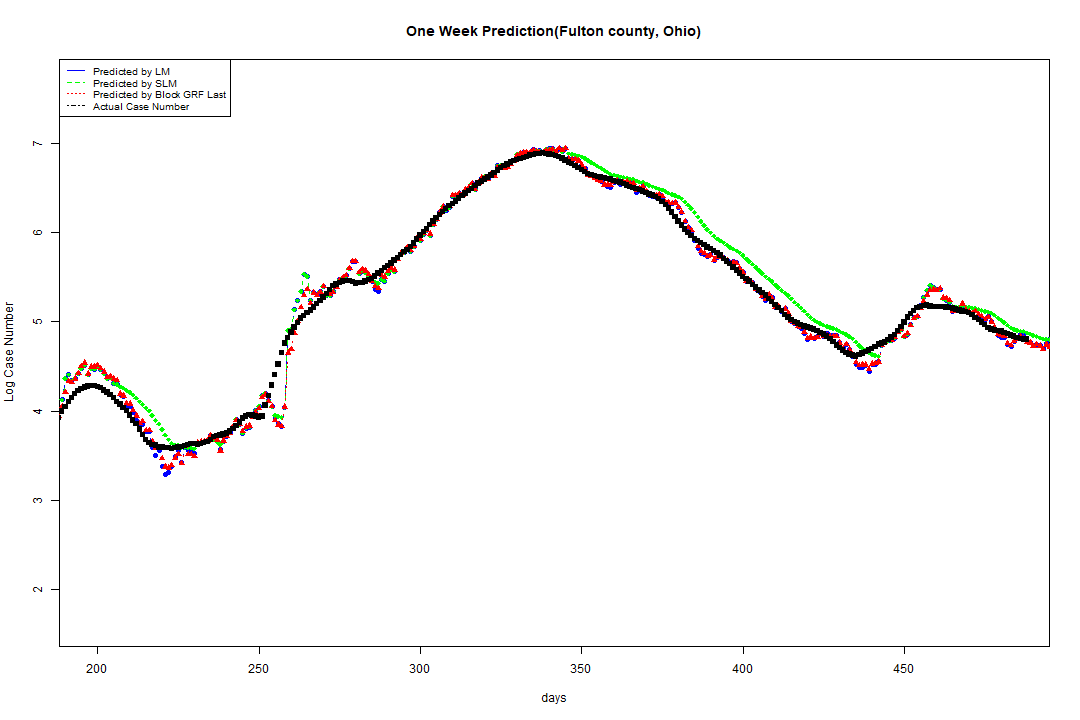 One Week Prediction(Fulton county, Ohio)
Predicted by LM
Predicted by SLM
Predicted by Block GRF Last
Actual Case Number
7
6
5
4
3
2
Log Case Number
200 250 300 350 400 450
days